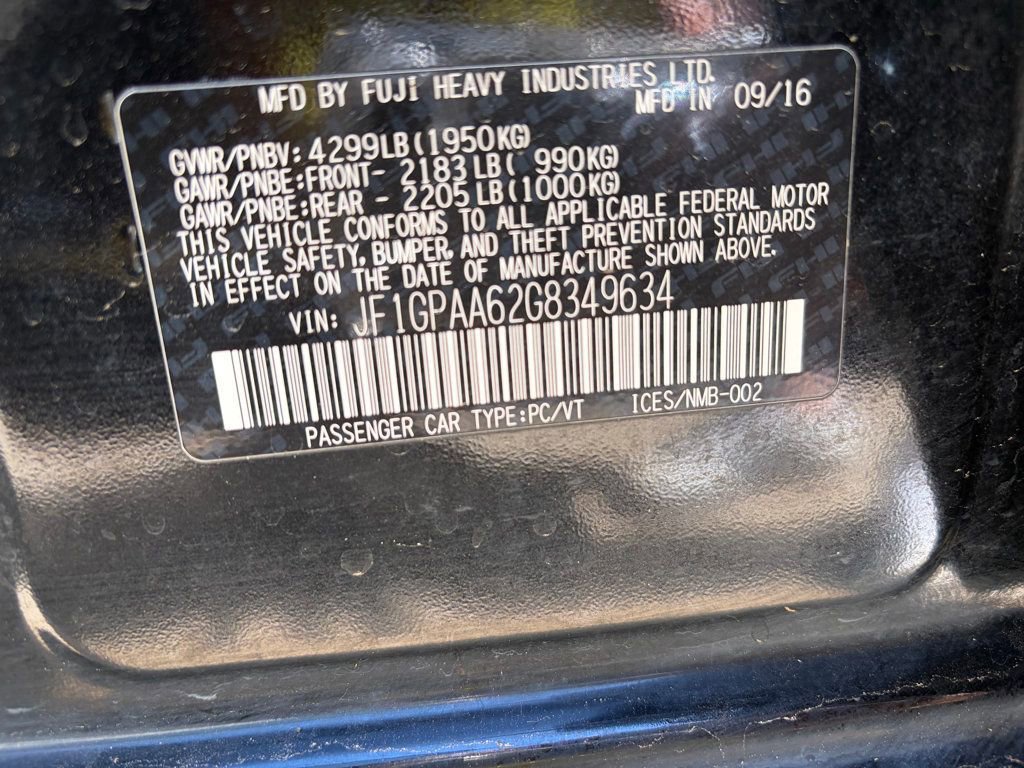 MFD BY FUJI HEAVY INDUSTRIES LTD.
MFD IN 09/16
GVWR/PNBV: 4299LB(1950KG)
GAWR/PNBE:FRONT- 2183LB( 990KG)
GAWR/PNBE:REAR - 2205LB(1000KG)
THIS VEHICLE CONFORMS TO ALL APPLICABLE FEDERAL MOTOR
VEHICLE SAFETY, BUMPER, AND THEFT PREVENTION STANDARDS
IN EFFECT ON THE DATE OF MANUFACTURE SHOWN ABOVE.
VIN: JF1GPAA62G8349634
PASSENGER CAR TYPE:PC/VT ICES/NMB-002